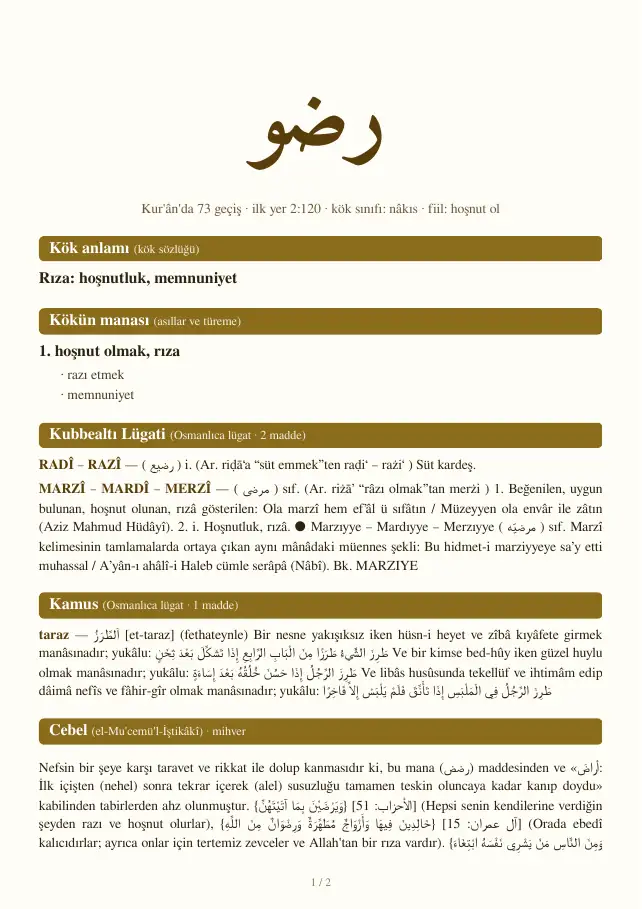 رضو
Kur'ân'da 73 geçiş · ilk yer 2:120 · kök sınıfı: nâkıs · fiil: hoşnut ol
Kök anlamı (kök sözlüğü)
Rıza: hoşnutluk, memnuniyet
Kökün manası (asıllar ve türeme)
1. hoşnut olmak, rıza
· razı etmek
· memnuniyet
Kubbealtı Lügati (Osmanlıca lügat · 2 madde)
RADÎ – RAZÎ — ( رضيع ) i. (Ar. riḍā‘a “süt emmek”ten raḍi‘ – rażi‘ ) Süt kardeş.
MARZÎ – MARDÎ – MERZÎ — ( مرضى ) sıf. (Ar. riżā’ “râzı olmak”tan merżi ) 1. Beğenilen, uygun
bulunan, hoşnut olunan, rızâ gösterilen: Ola marzî hem ef’âl ü sıfâtın / Müzeyyen ola envâr ile zâtın
(Aziz Mahmud Hüdâyî). 2. i. Hoşnutluk, rızâ. ● Marzıyye – Mardıyye – Merzıyye ( مرضيّه ) sıf. Marzî
kelimesinin tamlamalarda ortaya çıkan aynı mânâdaki müennes şekli: Bu hidmet-i marziyyeye sa’y etti
muhassal / A’yân-ı ahâlî-i Haleb cümle serâpâ (Nâbî). Bk. MARZIYE
Kamus (Osmanlıca lügat · 1 madde)
taraz — اَلطَّرَزُ [et-taraz] (fethateynle) Bir nesne yakışıksız iken hüsn-i heyet ve zîbâ kıyâfete girmek
manâsınadır; yukâlu: طَرِزَ الشَّيْءُ طَرَزًا مِنَ الْبَابِ الرَّابِعِ إِذَا تَشَكَّلَ بَعْدَ ثِخَنٍ Ve bir kimse bed-hûy iken güzel huylu
olmak manâsınadır; yukâlu: طَرِزَ الرَّجُلُ إِذَا حَسُنَ خُلُقُهُ بَعْدَ إِسَاءَةٍ Ve libâs husûsunda tekellüf ve ihtimâm edip
dâimâ nefîs ve fâhir-gîr olmak manâsınadır; yukâlu: طَرِزَ الرَّجُلُ فِي الْمَلْبَسِ إِذَا تَأَنَّقَ فَلَمْ يَلْبَسْ إِلاَّ فَاخِرًا
Cebel (el-Mu'cemü'l-İştikâkî) · mihver
Nefsin bir şeye karşı taravet ve rikkat ile dolup kanmasıdır ki, bu mana (رضض) maddesinden ve «أراضَ:
İlk içişten (nehel) sonra tekrar içerek (alel) susuzluğu tamamen teskin oluncaya kadar kanıp doydu»
kabilinden tabirlerden ahz olunmuştur. {وَيَرْضَيْنَ بِمَا آتَيْتَهُنَّ} [الأحزاب: 51] (Hepsi senin kendilerine verdiğin
şeyden razı ve hoşnut olurlar), {خَالِدِينَ فِيهَا وَأَزْوَاجٌ مُطَهَّرَةٌ وَرِضْوَانٌ مِنَ اللَّهِ} [آل عمران: 15] (Orada ebedî
kalıcıdırlar; ayrıca onlar için tertemiz zevceler ve Allah'tan bir rıza vardır). {وَمِنَ النَّاسِ مَنْ يَشْرِي نَفْسَهُ ابْتِغَاءَ
1 / 2